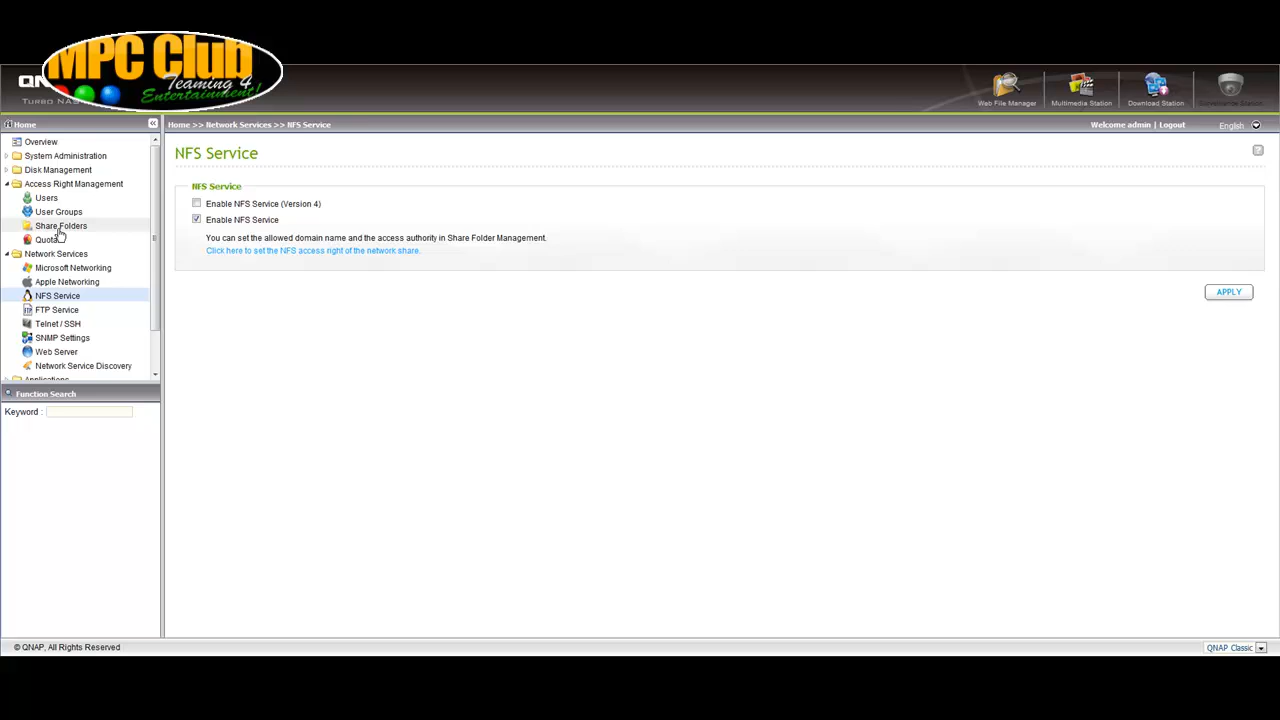 MPC Club
Teaming 4
Entertainment!
QN
TURBO NAS
Web File Manager
Multimedia Station
Download Station
Surveillance Station
Home
Home >> Network Services >> NFS Service
Welcome admin | Logout
English
Overview
System Administration
Disk Management
Access Right Management
Users
User Groups
Share Folders
Quota
Network Services
Microsoft Networking
Apple Networking
NFS Service
FTP Service
Telnet / SSH
SNMP Settings
Web Server
Network Service Discovery
Applications
Function Search
Keyword :
NFS Service
NFS Service
Enable NFS Service (Version 4)
Enable NFS Service
You can set the allowed domain name and the access authority in Share Folder Management.
Click here to set the NFS access right of the network share.
APPLY
© QNAP, All Rights Reserved
QNAP Classic